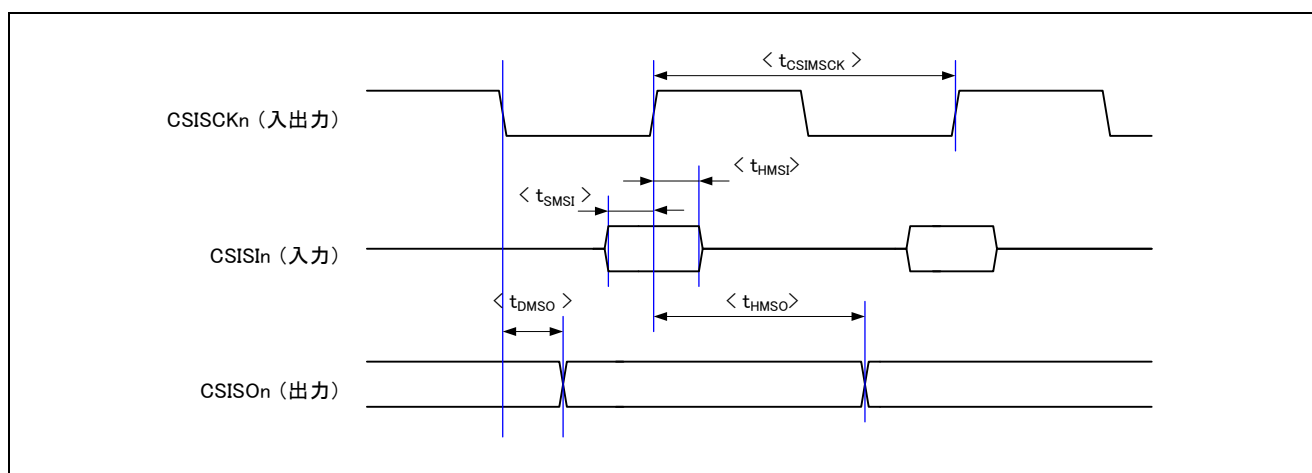 < tCSIMSCK >
CSISCKn (入出力)
< tHMSI>
< tSMSI >
CSISIn (入力)
< tDMSO >
< tHMSO>
CSISOn (出力)